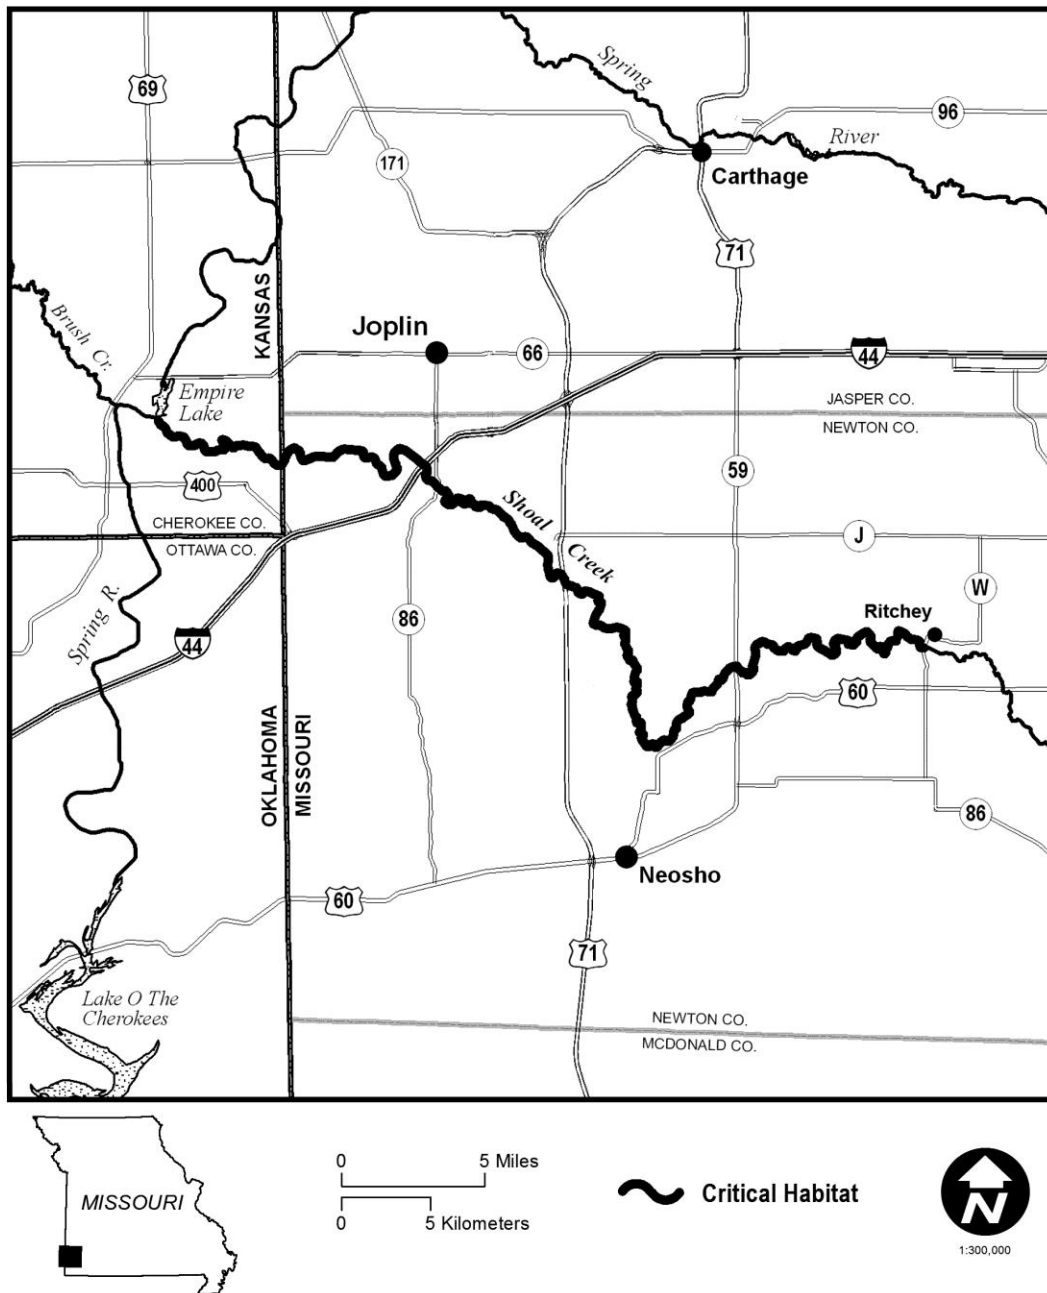 69
Spring
96
171
River
Carthage
71
KANSAS
Brush Cr.
Joplin
66
44
Empire
Lake
JASPER CO.
NEWTON CO.
59
400
Shoal
Creek
CHEROKEE CO.
OTTAWA CO.
J
W
Spring R.
86
Ritchey
44
60
OKLAHOMA
MISSOURI
86
Neosho
60
71
Lake O The
Cherokees
NEWTON CO.
MCDONALD CO.
MISSOURI
0 5 Miles
0 5 Kilometers
Critical Habitat
N
1:300,000